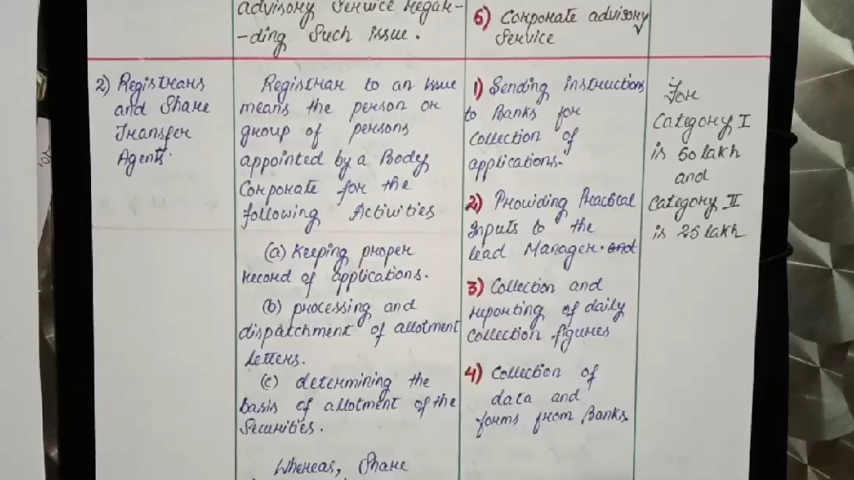 advisory Service regar-
-ding such issue.
5) Corporate advisory
Service
2) Registrars
and Share
Transfer
Agents.
Registrar to an issue
means the person or
group of persons
appointed by a Body
Corporate for the
following Activities
(a) Keeping proper
record of applications.
(b) processing and
dispatchment of allotment
letters.
(c) determining the
basis of allotment of the
Securities.
Whereas, Share
1) Sending instruction
to Banks for
collection of
applications.
2) Providing Practical
Inputs to the
lead Manager. and
3) Collection and
reporting of daily
collection figures
4) Collection of
data and
forms from Banks
For
Category I
is 50 lakh
and
Category II
is 25 lakh